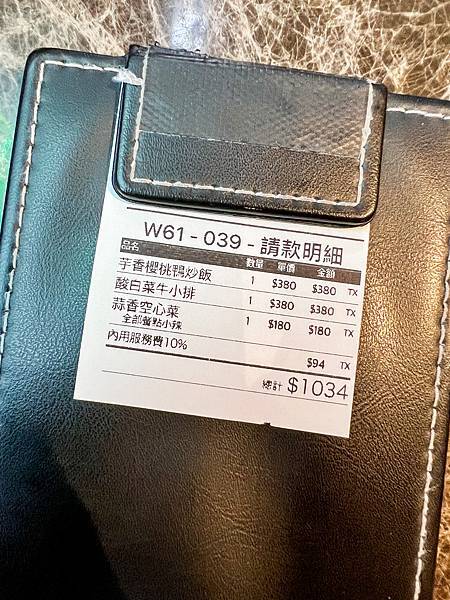 W61 - 039 - 請款明細
品名 數量 單價 金額
芋香櫻桃鴨炒飯 1 $380 $380 TX
酸白菜牛小排 1 $380 $380 TX
蒜香空心菜 1 $180 $180 TX
全部餐點小辣
內用服務費10% $94 TX
總計 $1034